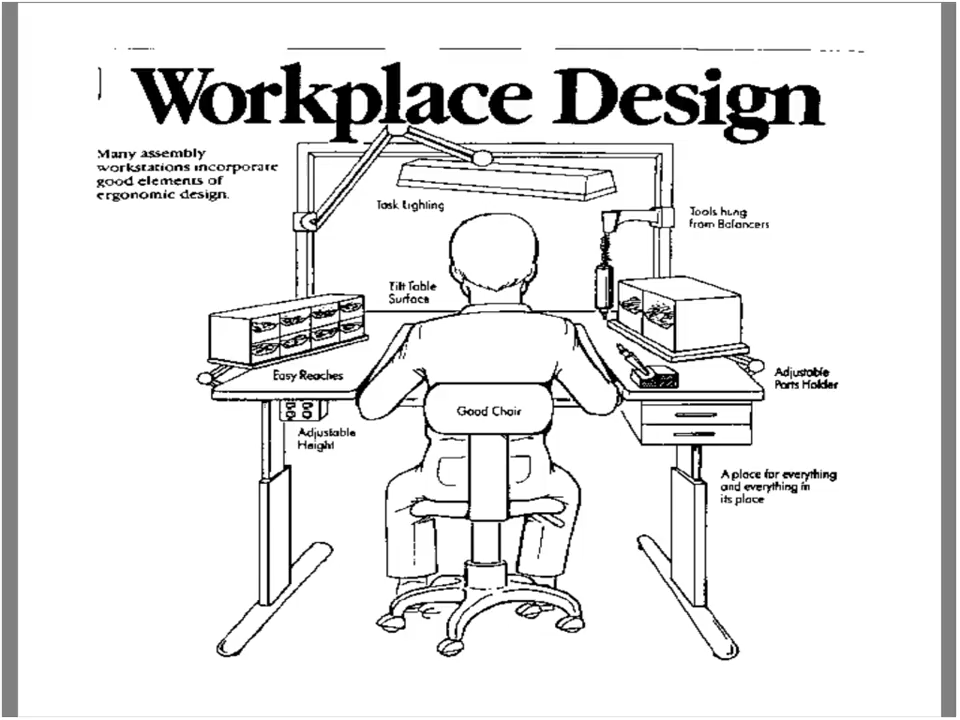 Workplace Design
Many assembly
workstations incorporate
good elements of
ergonomic design.
Task Lighting
Tools hung
from Balancers
Tilt Table
Surface
Easy Reaches
Adjustable
Parts Holder
Good Chair
Adjustable
Height
A place for everything
and everything in
its place